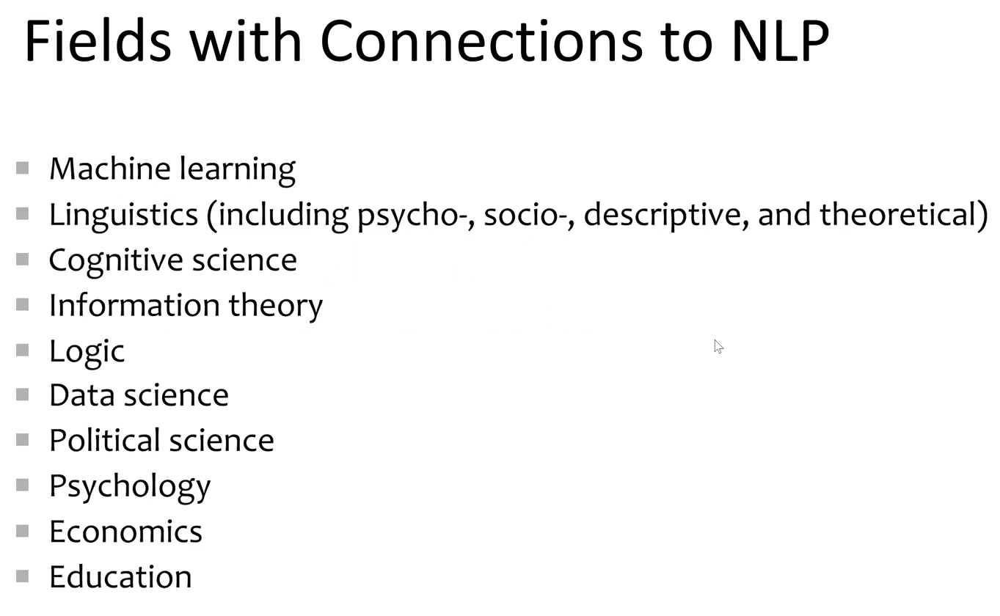 Fields with Connections to NLP
Machine learning
Linguistics (including psycho-, socio-, descriptive, and theoretical)
Cognitive science
Information theory
Logic
Data science
Political science
Psychology
Economics
Education